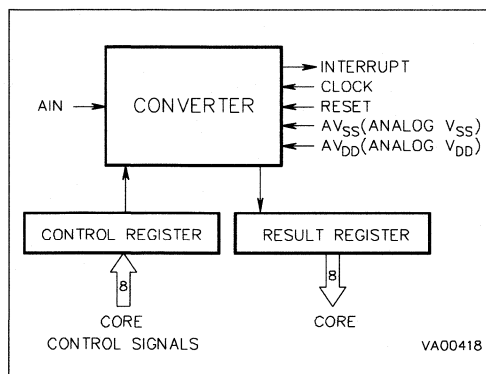 INTERRUPT
CLOCK
AIN
CONVERTER
RESET
AVSS(ANALOG VSS)
AVDD(ANALOG VDD)
CONTROL REGISTER
RESULT REGISTER
8
8
CORE
CONTROL SIGNALS
CORE
VA00418